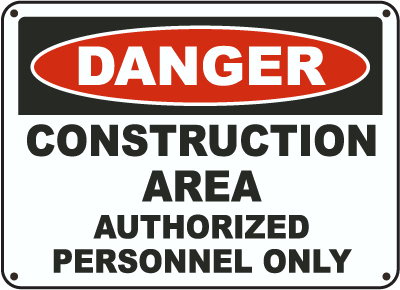 DANGER
CONSTRUCTION
AREA
AUTHORIZED
PERSONNEL ONLY